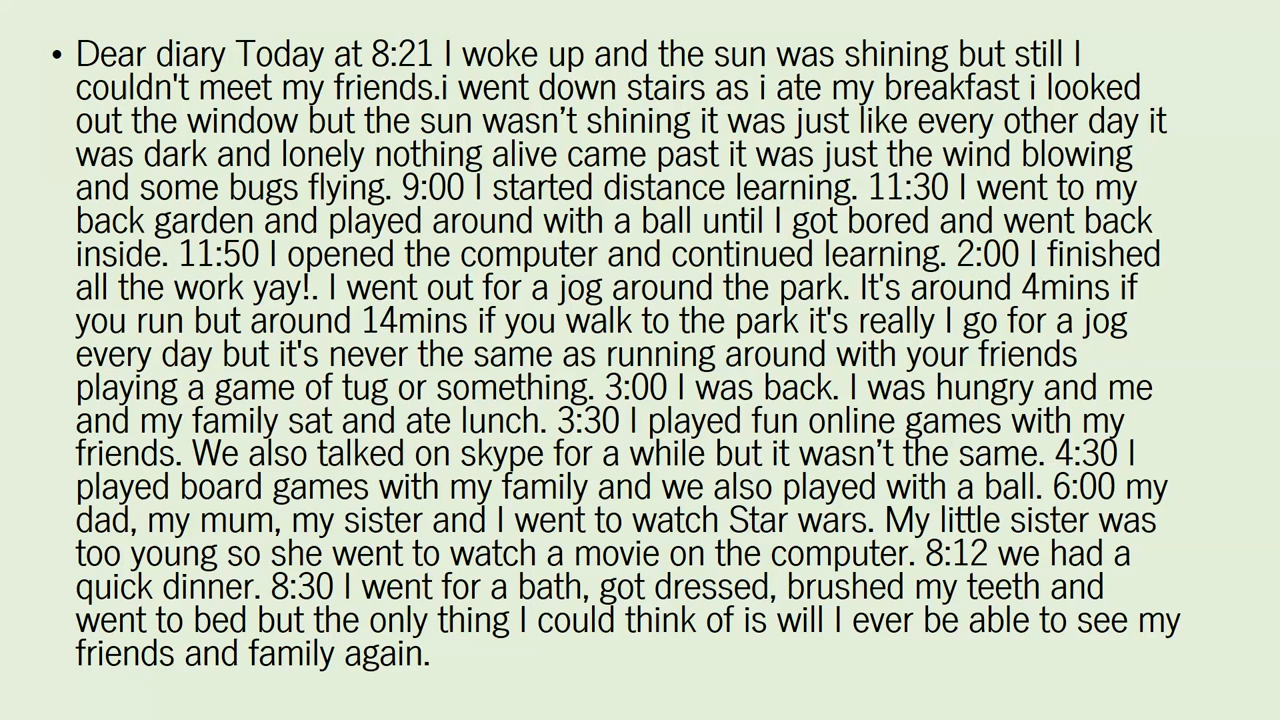 • Dear diary Today at 8:21 I woke up and the sun was shining but still I
couldn't meet my friends.i went down stairs as i ate my breakfast i looked
out the window but the sun wasn’t shining it was just like every other day it
was dark and lonely nothing alive came past it was just the wind blowing
and some bugs flying. 9:00 I started distance learning. 11:30 I went to my
back garden and played around with a ball until I got bored and went back
inside. 11:50 I opened the computer and continued learning. 2:00 I finished
all the work yay!. I went out for a jog around the park. It's around 4mins if
you run but around 14mins if you walk to the park it's really I go for a jog
every day but it's never the same as running around with your friends
playing a game of tug or something. 3:00 I was back. I was hungry and me
and my family sat and ate lunch. 3:30 I played fun online games with my
friends. We also talked on skype for a while but it wasn’t the same. 4:30 I
played board games with my family and we also played with a ball. 6:00 my
dad, my mum, my sister and I went to watch Star wars. My little sister was
too young so she went to watch a movie on the computer. 8:12 we had a
quick dinner. 8:30 I went for a bath, got dressed, brushed my teeth and
went to bed but the only thing I could think of is will I ever be able to see my
friends and family again.